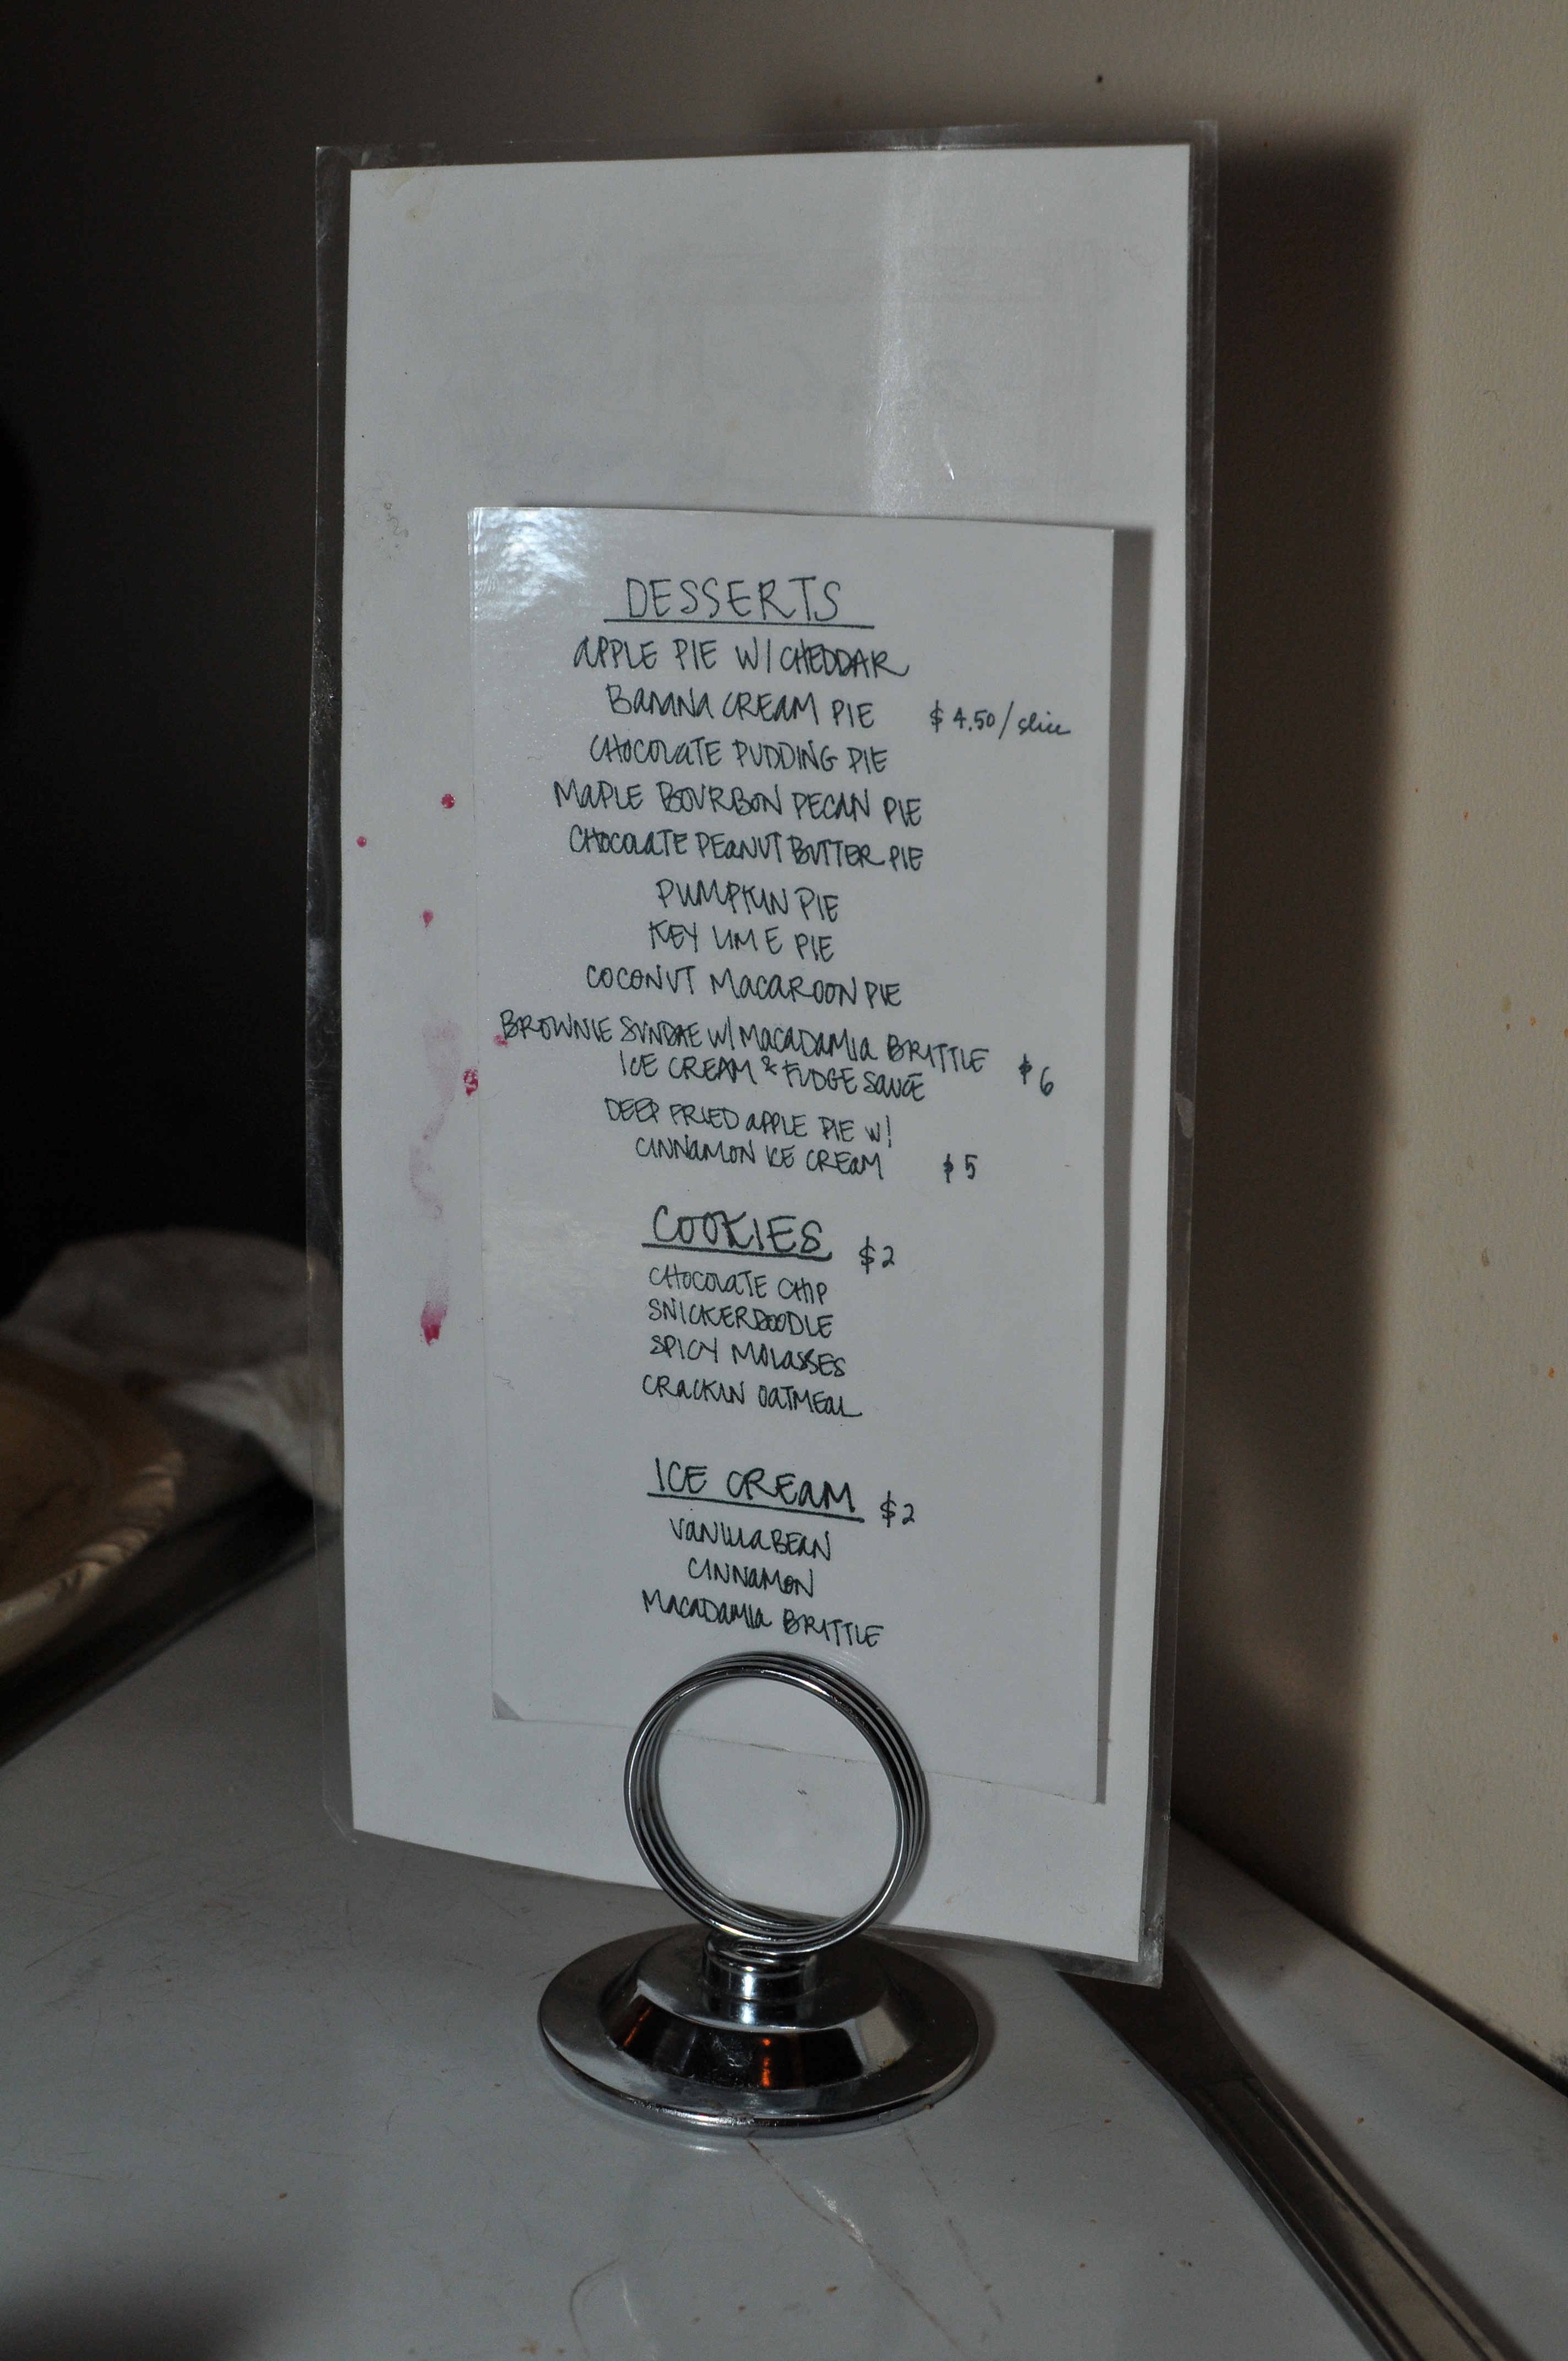 DESSERTS
APPLE PIE W/ CHEDDAR
BANANA CREAM PIE $4.50/slice
CHOCOLATE PUDDING PIE
MAPLE BOURBON PECAN PIE
CHOCOLATE PEANUT BUTTER PIE
PUMPKIN PIE
KEY LIME PIE
COCONUT MACAROON PIE
BROWNIE SUNDAE W/ MACADAMIA BRITTLE
ICE CREAM & FUDGE SAUCE $6
DEEP FRIED APPLE PIE W/
CINNAMON ICE CREAM $5
COOKIES $2
CHOCOLATE CHIP
SNICKERDOODLE
SPICY MOLASSES
CRACKIN OATMEAL
ICE CREAM $2
VANILLA BEAN
CINNAMON
MACADAMIA BRITTLE